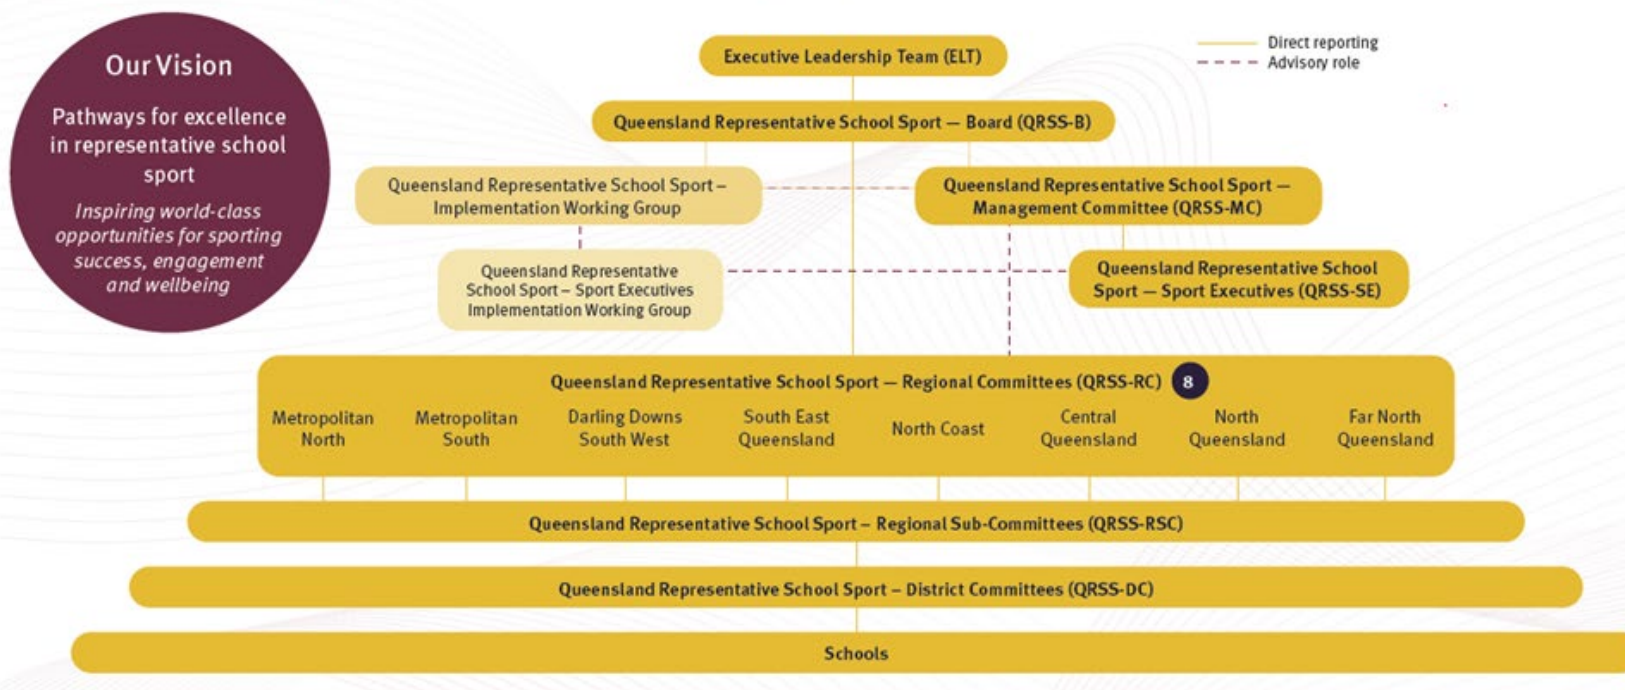 Our Vision
Pathways for excellence
in representative school
sport
Inspiring world-class
opportunities for sporting
success, engagement
and wellbeing
Executive Leadership Team (ELT)
Direct reporting
Advisory role
Queensland Representative School Sport — Board (QRSS-B)
Queensland Representative School Sport –
Implementation Working Group
Queensland Representative School Sport —
Management Committee (QRSS-MC)
Queensland Representative
School Sport – Sport Executives
Implementation Working Group
Queensland Representative School
Sport — Sport Executives (QRSS-SE)
Queensland Representative School Sport — Regional Committees (QRSS-RC) 8
Metropolitan
North
Metropolitan
South
Darling Downs
South West
South East
Queensland
North Coast
Central
Queensland
North
Queensland
Far North
Queensland
Queensland Representative School Sport – Regional Sub-Committees (QRSS-RSC)
Queensland Representative School Sport – District Committees (QRSS-DC)
Schools